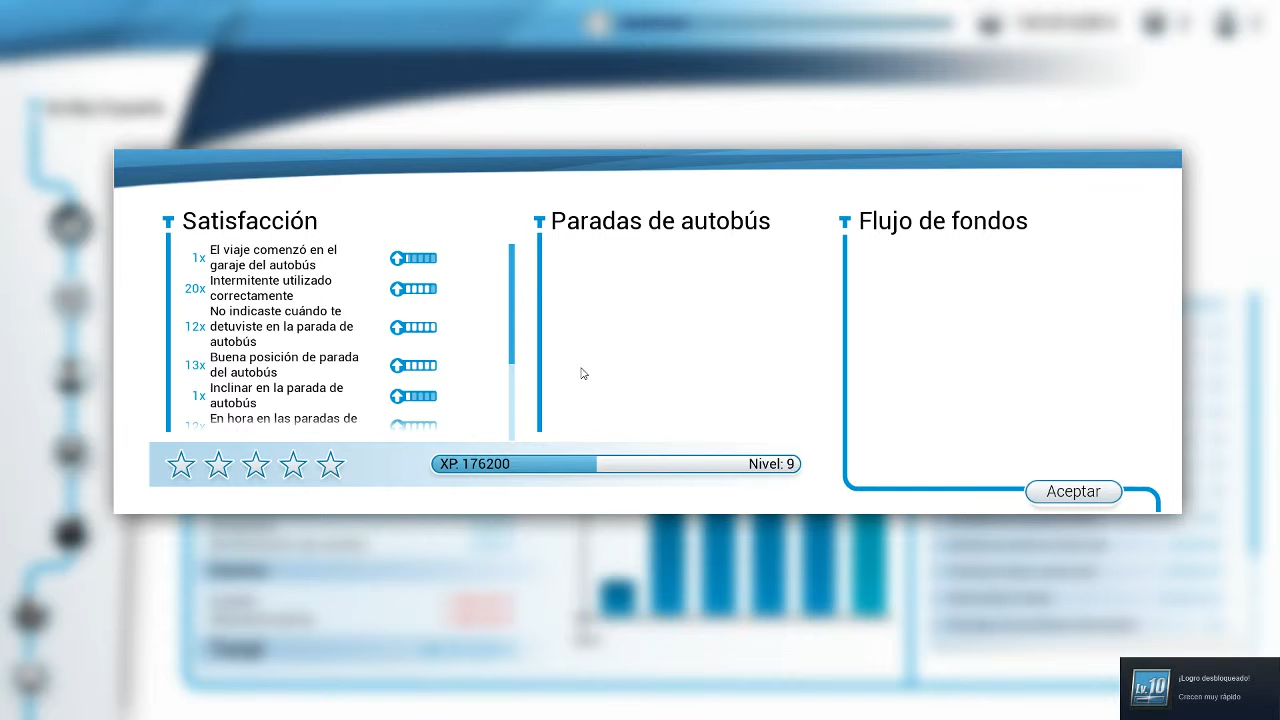 Satisfacción
1x El viaje comenzó en el
garaje del autobús
20x Intermitente utilizado
correctamente
12x No indicaste cuándo te
detuviste en la parada de
autobús
13x Buena posición de parada
del autobús
1x Inclinar en la parada de
autobús
12x En hora en las paradas de
Paradas de autobús
Flujo de fondos
XP: 176200
Nivel: 9
Aceptar
Lv.10
¡Logro desbloqueado!
Crecen muy rápido